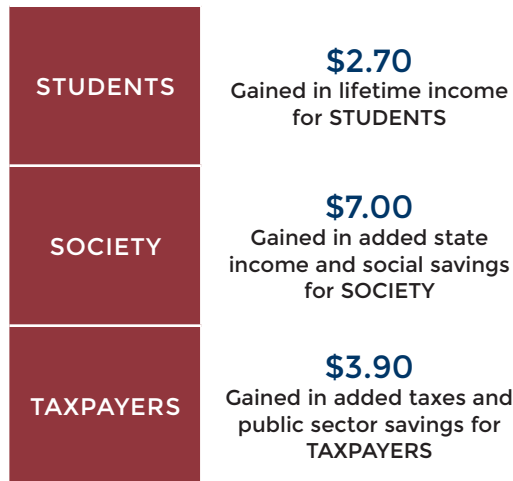 STUDENTS
$2.70
Gained in lifetime income
for STUDENTS
SOCIETY
$7.00
Gained in added state
income and social savings
for SOCIETY
TAXPAYERS
$3.90
Gained in added taxes and
public sector savings for
TAXPAYERS